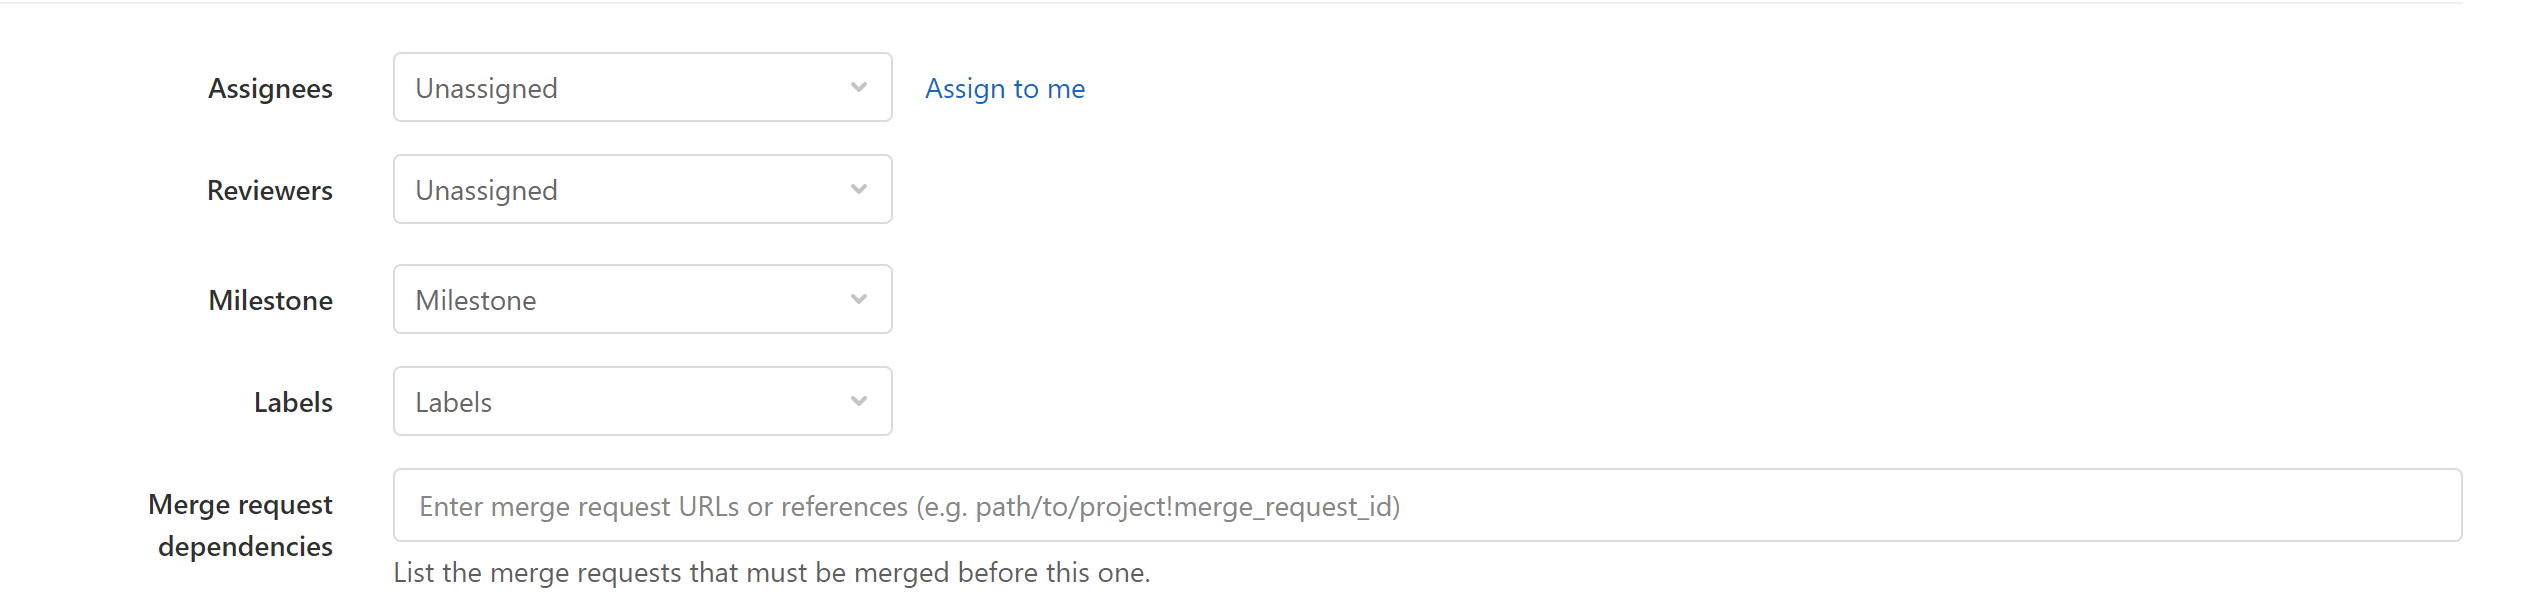 Assignees Unassigned Assign to me
Reviewers Unassigned
Milestone Milestone
Labels Labels
Merge request dependencies
Enter merge request URLs or references (e.g. path/to/project!merge_request_id)
List the merge requests that must be merged before this one.